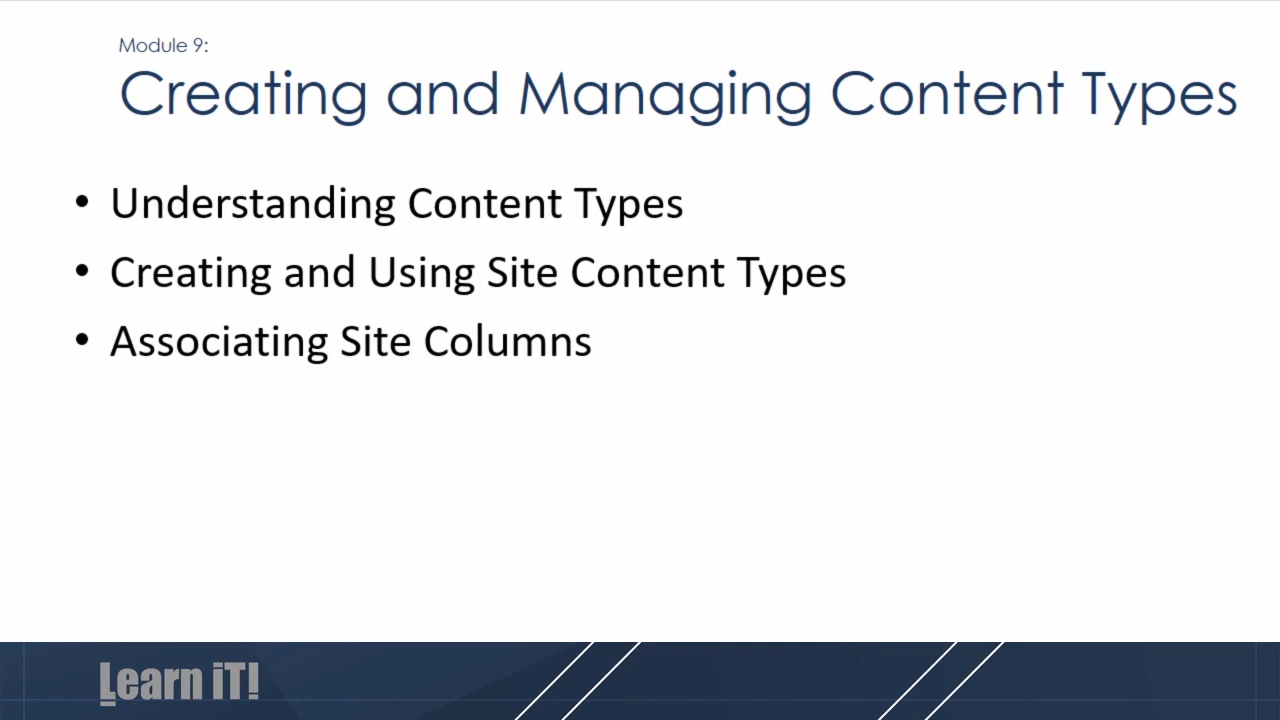 Module 9:
Creating and Managing Content Types
• Understanding Content Types
• Creating and Using Site Content Types
• Associating Site Columns
Learn iT!